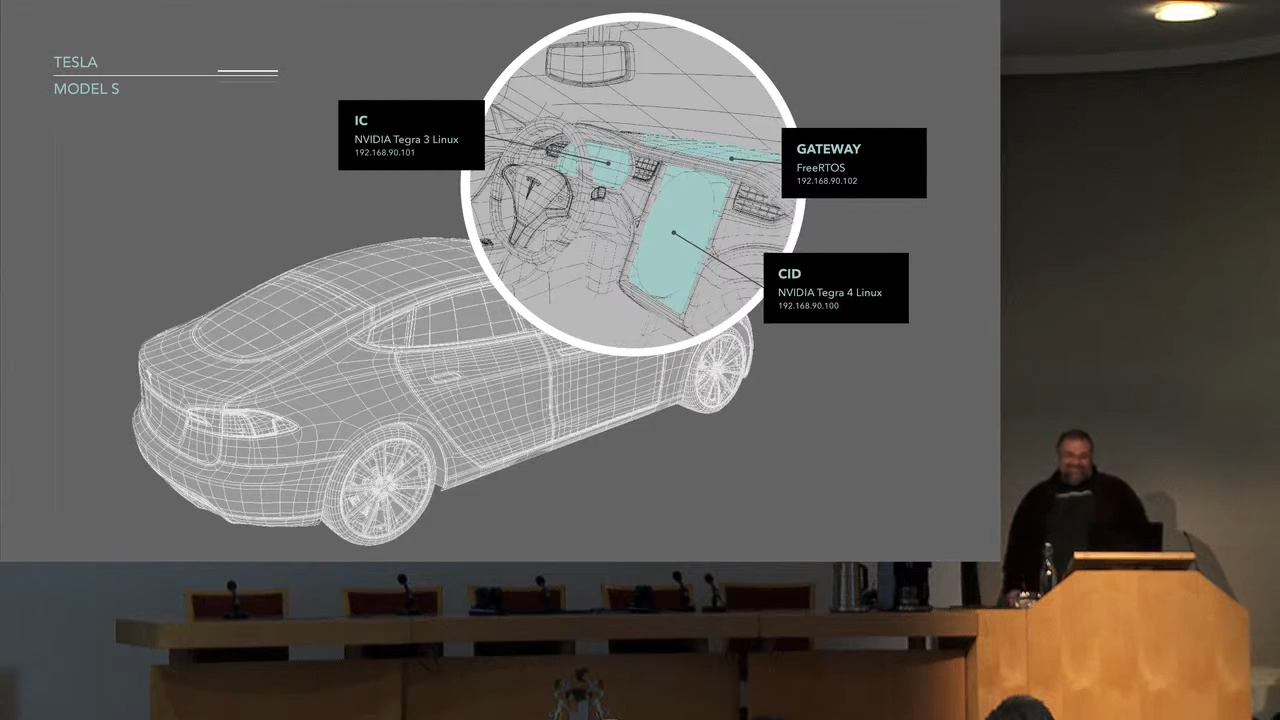 TESLA
MODEL S
IC
NVIDIA Tegra 3 Linux
192.168.90.101
GATEWAY
FreeRTOS
192.168.90.102
CID
NVIDIA Tegra 4 Linux
192.168.90.100